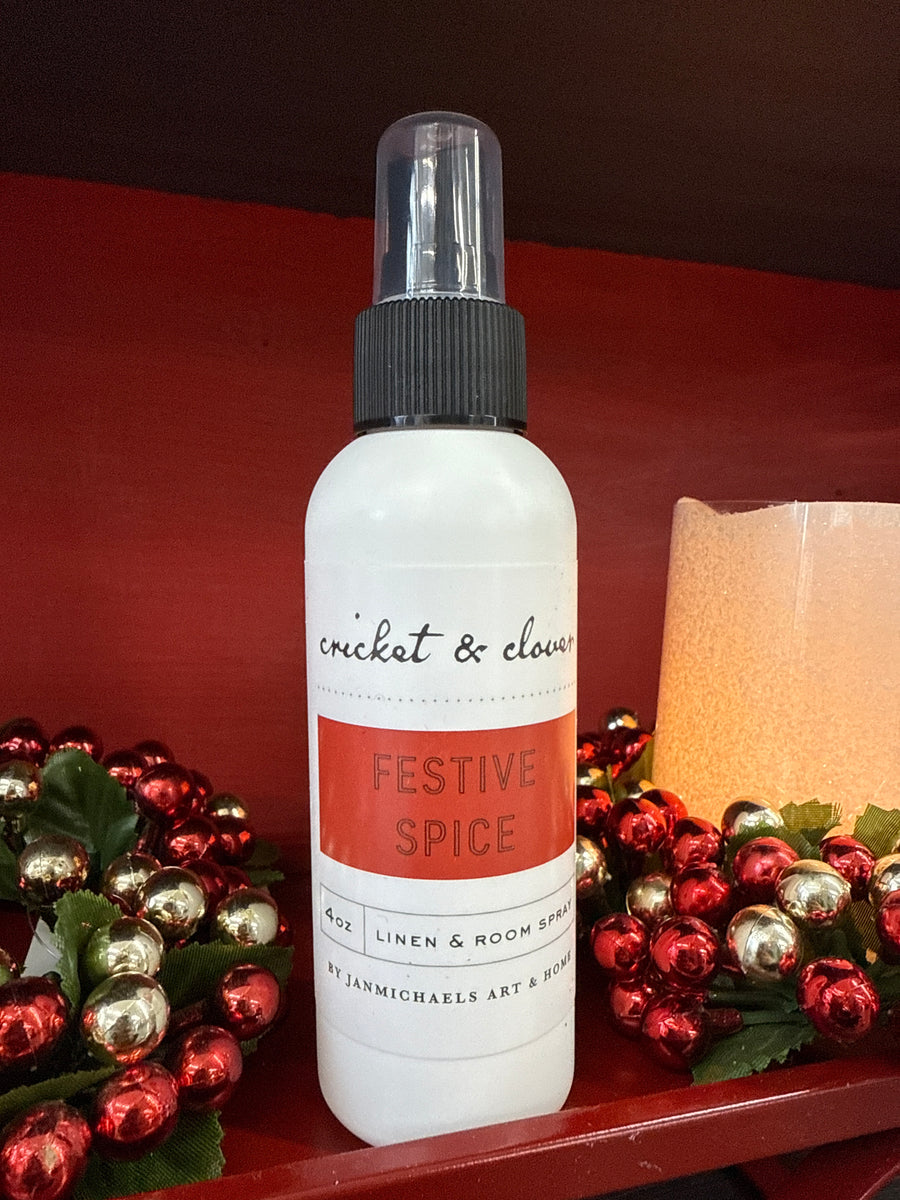 cricket & clover
FESTIVE
SPICE
4oz LINEN & ROOM SPRAY
BY JANMICHAELS ART & HOME